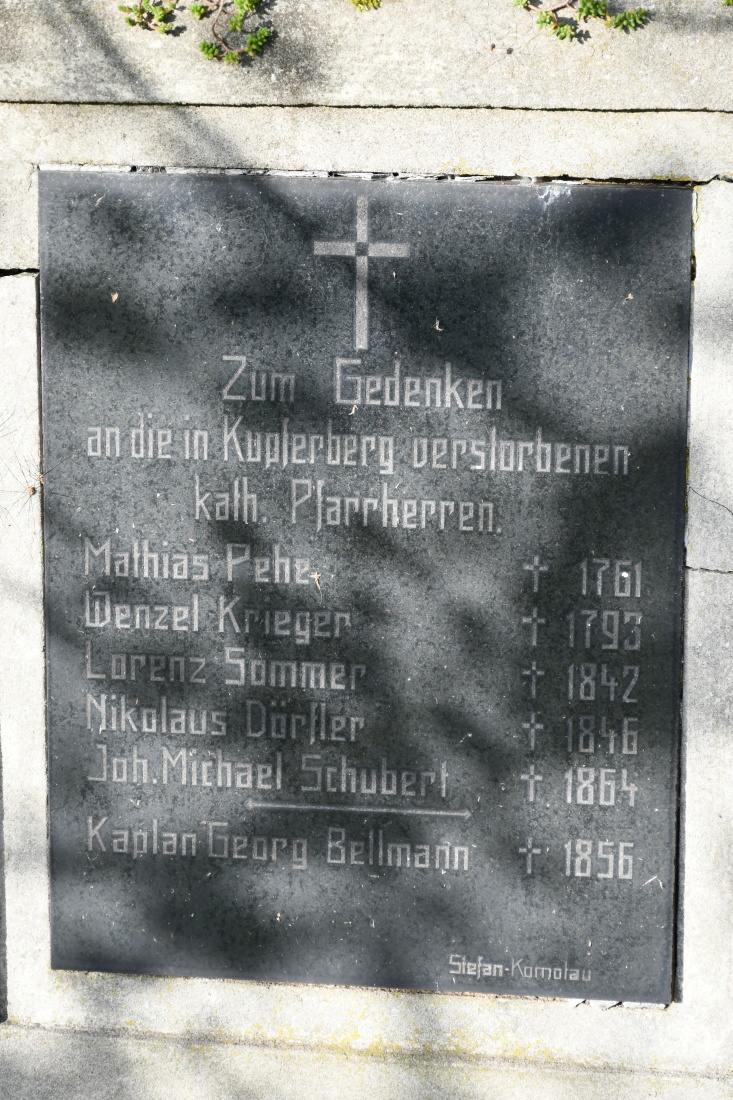 Zum Gedenken
an die in Kupferberg verstorbenen
kath. Pfarrherren.
Mathias Pehe † 1761
Wenzel Krieger † 1793
Lorenz Sommer † 1842
Nikolaus Dörfler † 1846
Joh. Michael Schubert † 1864
Kaplan Georg Bellmann † 1856
Stefan-Komolau